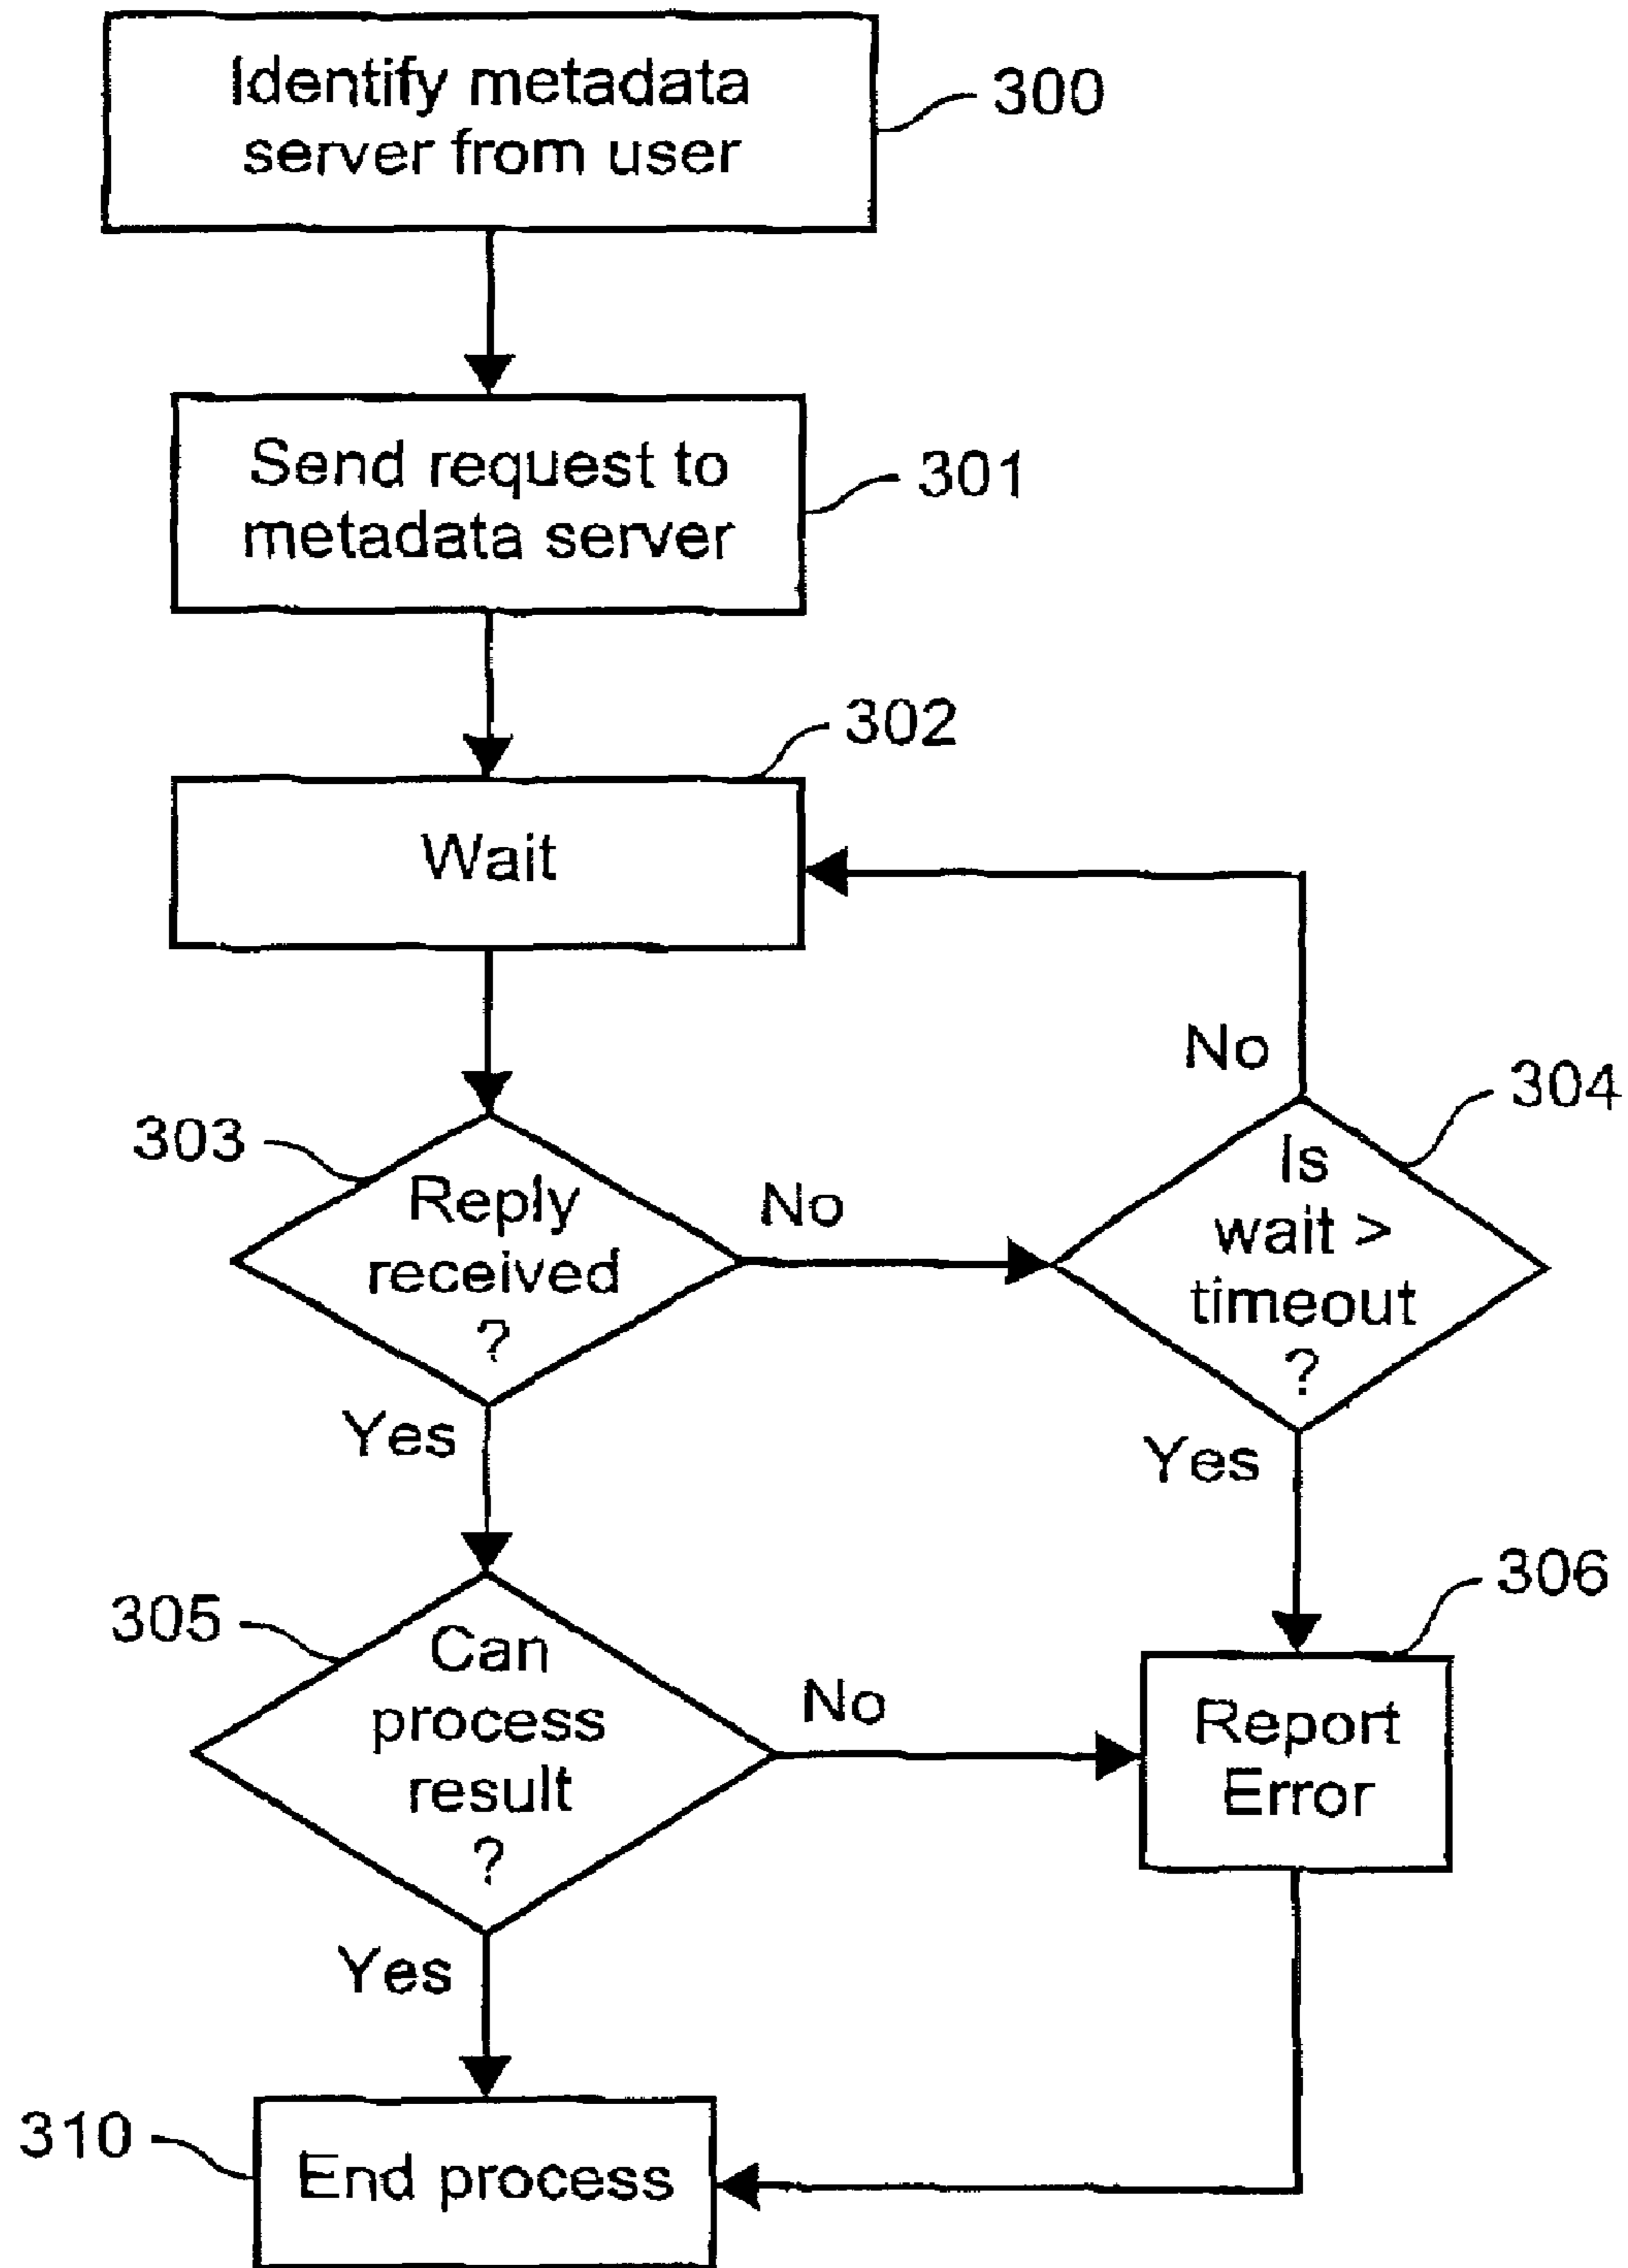 Identify metadata
server from user
300
Send request to
metadata server
301
302
Wait
No
304
303
Reply
received
?
No
Is
wait >
timeout
?
Yes
Yes
306
305
Can
process
result
?
No
Report
Error
Yes
310
End process